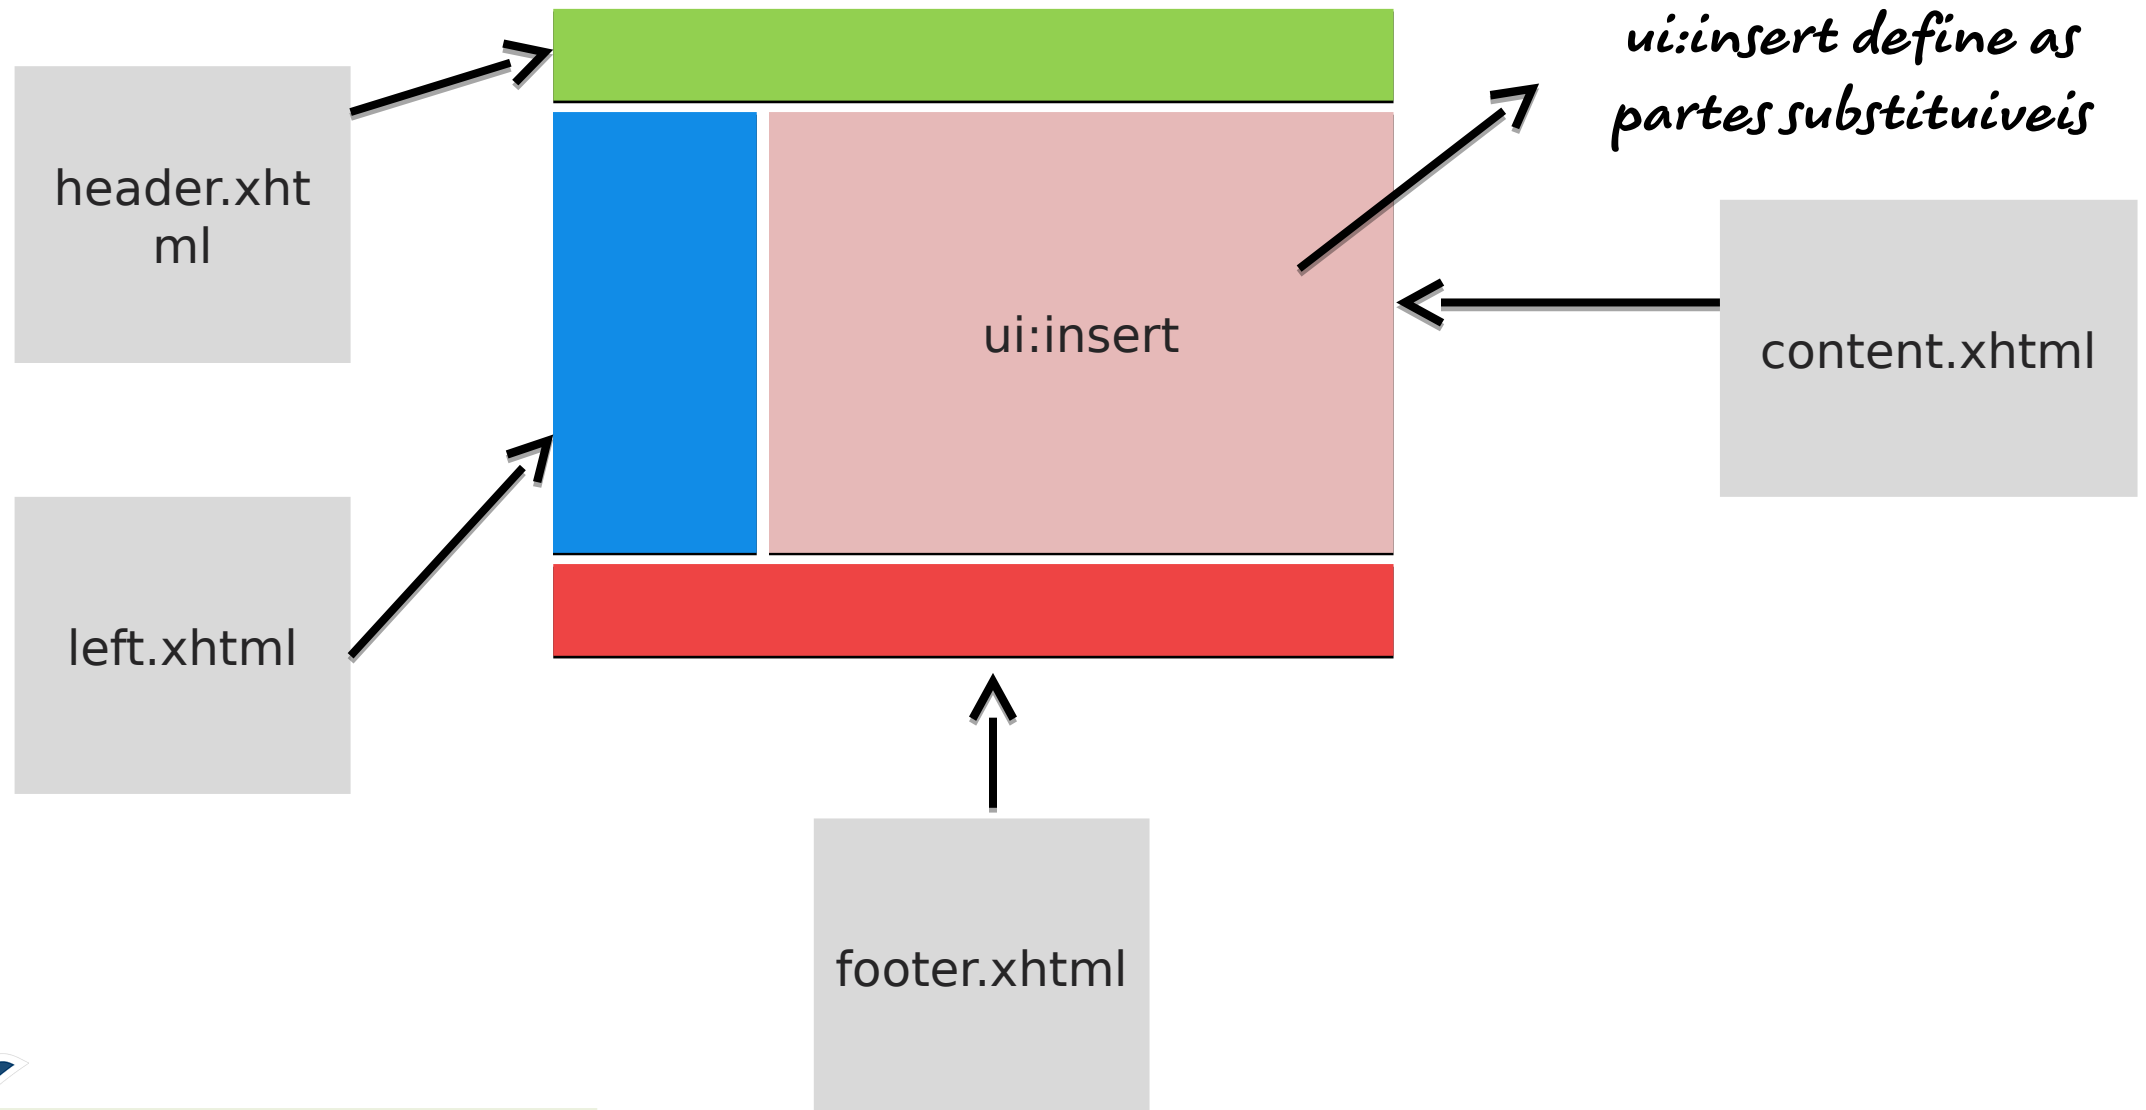 ui:insert define as
partes substituiveis
header.xht
ml
ui:insert
content.xhtml
left.xhtml
footer.xhtml